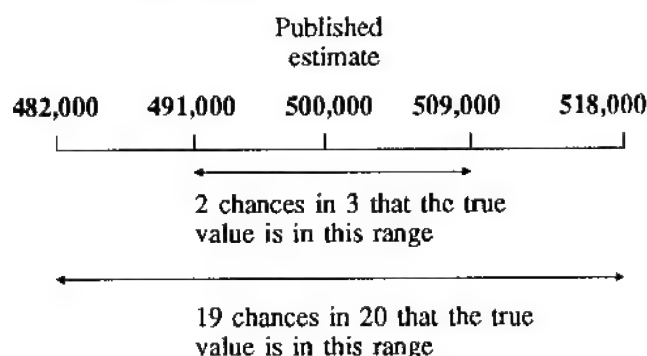 Published
estimate
482,000 491,000 500,000 509,000 518,000
2 chances in 3 that the true
value is in this range
19 chances in 20 that the true
value is in this range